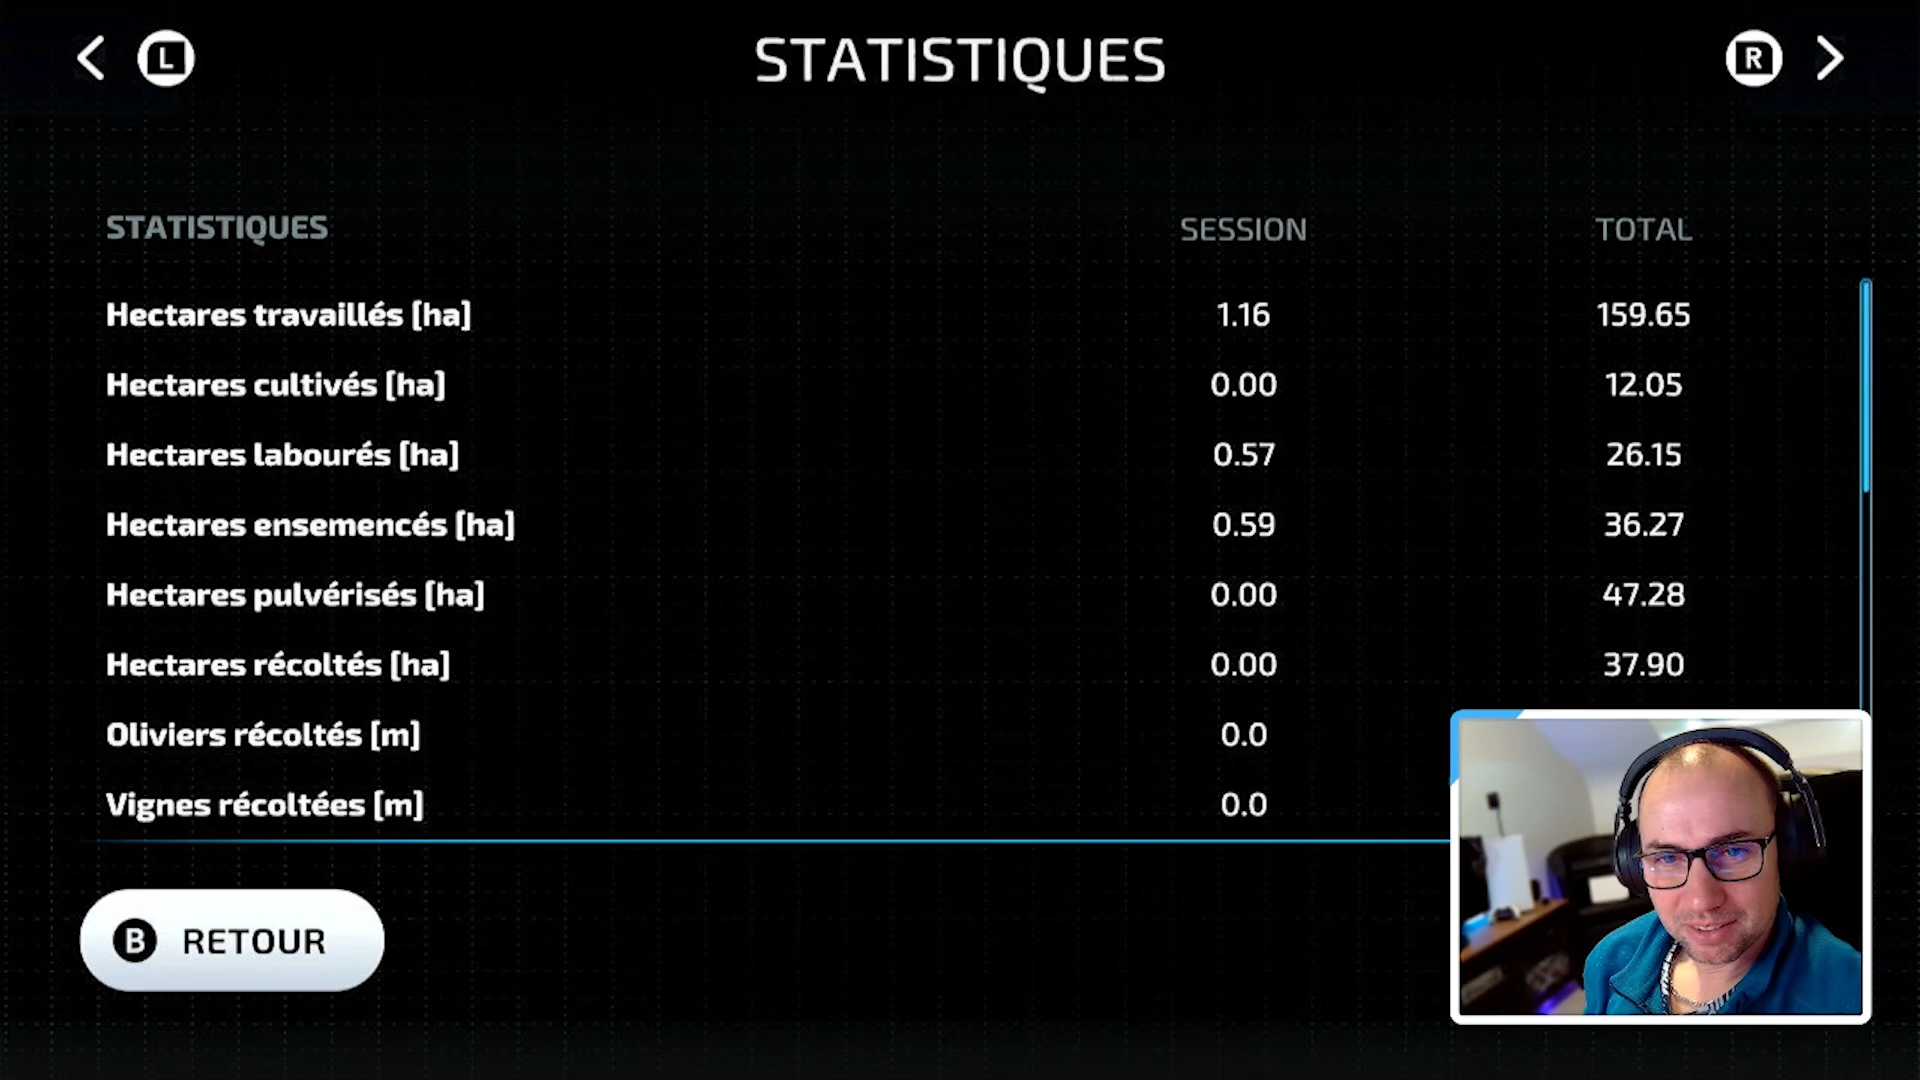 L STATISTIQUES R
STATISTIQUES SESSION TOTAL
Hectares travaillés [ha] 1.16 159.65
Hectares cultivés [ha] 0.00 12.05
Hectares labourés [ha] 0.57 26.15
Hectares ensemencés [ha] 0.59 36.27
Hectares pulvérisés [ha] 0.00 47.28
Hectares récoltés [ha] 0.00 37.90
Oliviers récoltés [m] 0.0
Vignes récoltées [m] 0.0
B RETOUR